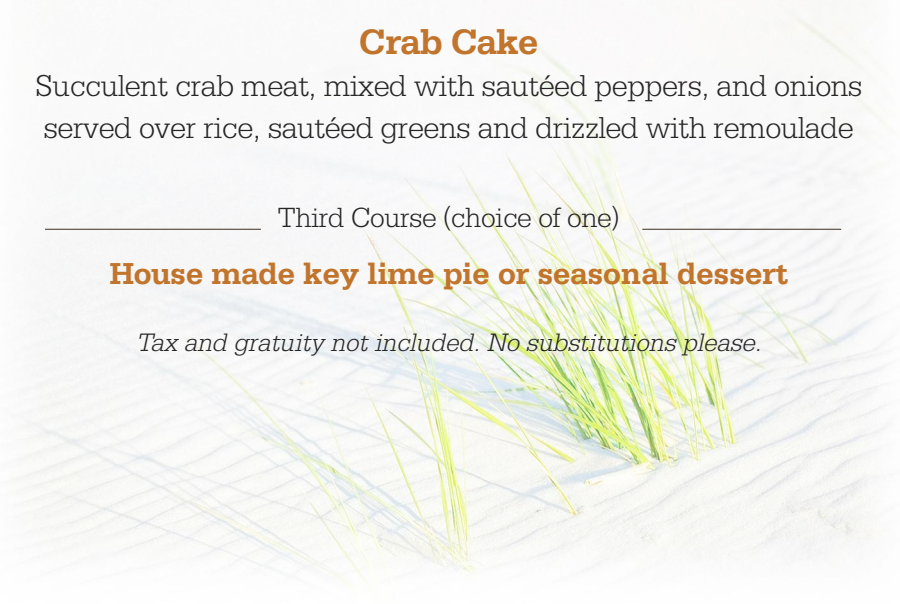 Crab Cake
Succulent crab meat, mixed with sautéed peppers, and onions
served over rice, sautéed greens and drizzled with remoulade
Third Course (choice of one)
House made key lime pie or seasonal dessert
Tax and gratuity not included. No substitutions please.